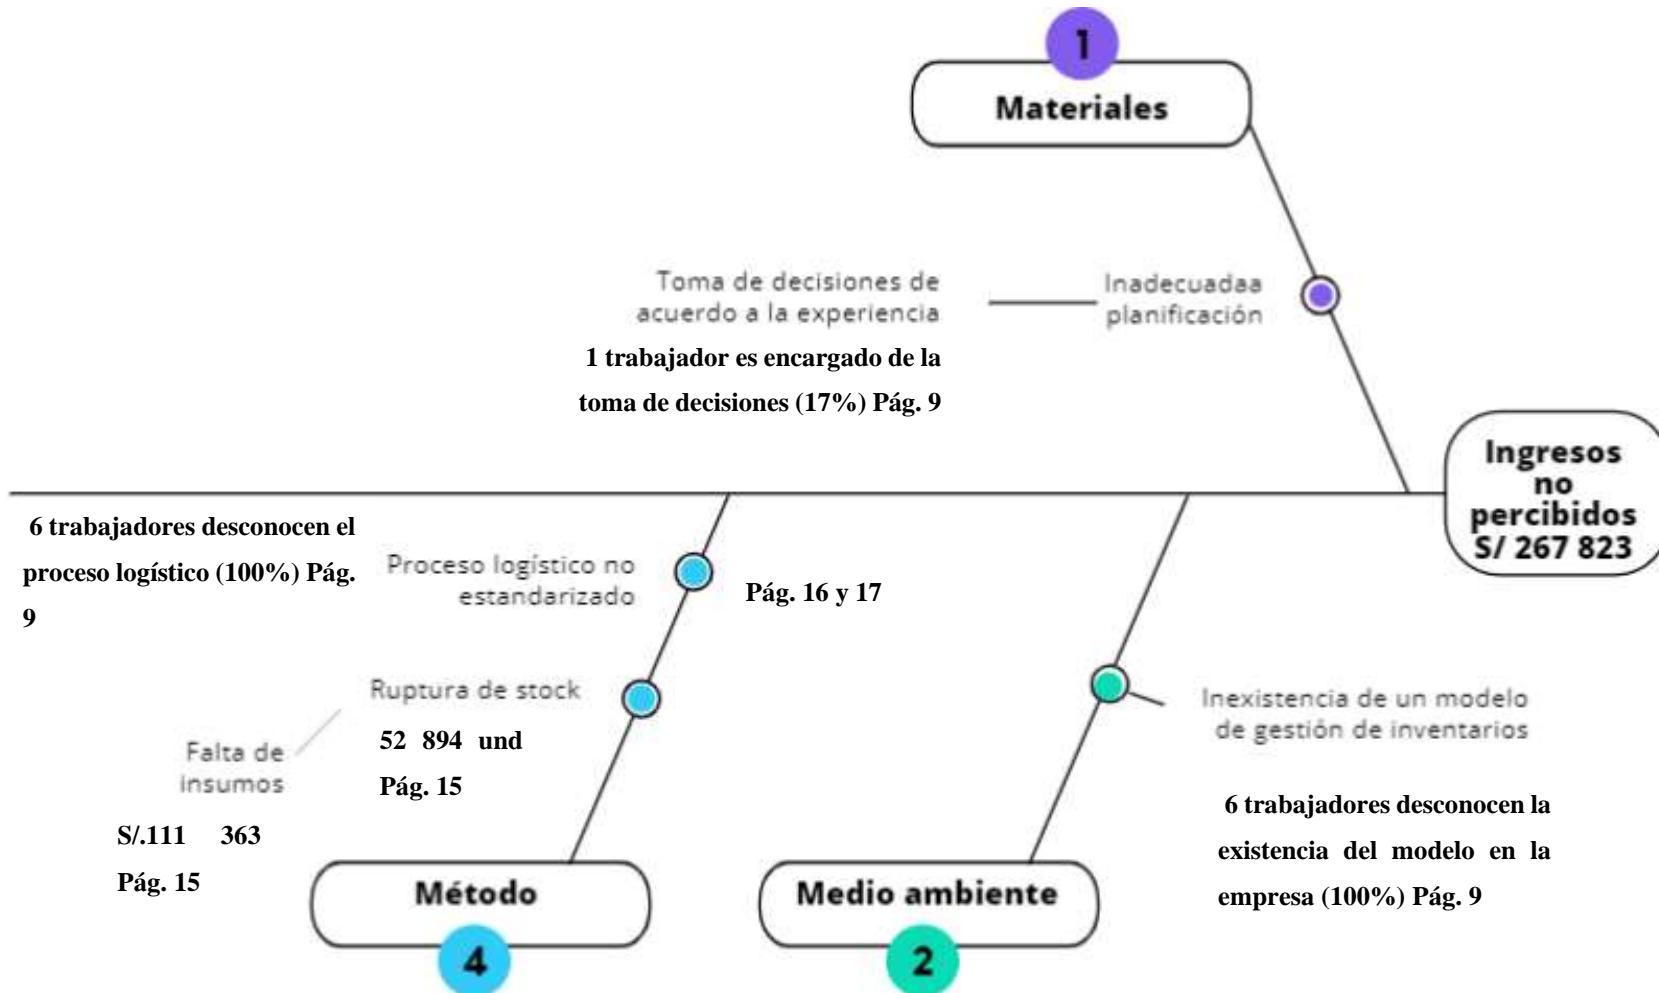 1
Materiales
Toma de decisiones de
acuerdo a la experiencia
Inadecuadaa
planificación
1 trabajador es encargado de la
toma de decisiones (17%) Pág. 9
Ingresos
no
percibidos
S/ 267 823
6 trabajadores desconocen el
proceso logístico (100%) Pág.
9
Proceso logístico no
estandarizado
Pág. 16 y 17
Ruptura de stock
52 894 und
Pág. 15
Falta de
insumos
S/.111 363
Pág. 15
Inexistencia de un modelo
de gestión de inventarios
6 trabajadores desconocen la
existencia del modelo en la
empresa (100%) Pág. 9
Método
4
Medio ambiente
2